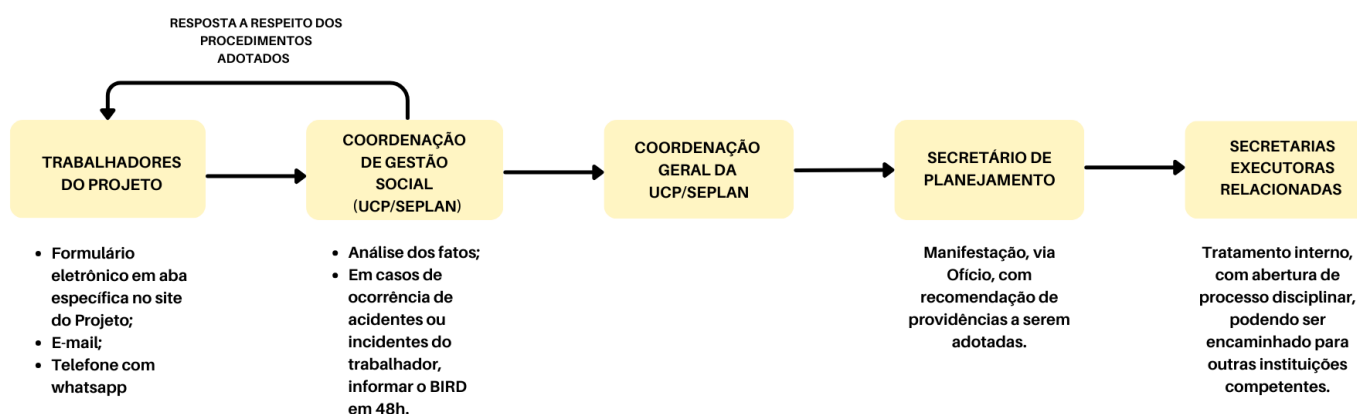 RESPOSTA A RESPEITO DOS
PROCEDIMENTOS
ADOTADOS
TRABALHADORES
DO PROJETO
COORDENAÇÃO
DE GESTÃO
SOCIAL
(UCP/SEPLAN)
COORDENAÇÃO
GERAL DA
UCP/SEPLAN
SECRETÁRIO DE
PLANEJAMENTO
SECRETARIAS
EXECUTORAS
RELACIONADAS
• Formulário
eletrônico em aba
específica no site
do Projeto;
• E-mail;
• Telefone com
whatsapp
• Análise dos fatos;
• Em casos de
ocorrência de
acidentes ou
incidentes do
trabalhador,
informar o BIRD
em 48h.
Manifestação, via
Ofício, com
recomendação de
providências a serem
adotadas.
Tratamento interno,
com abertura de
processo disciplinar,
podendo ser
encaminhado para
outras instituições
competentes.